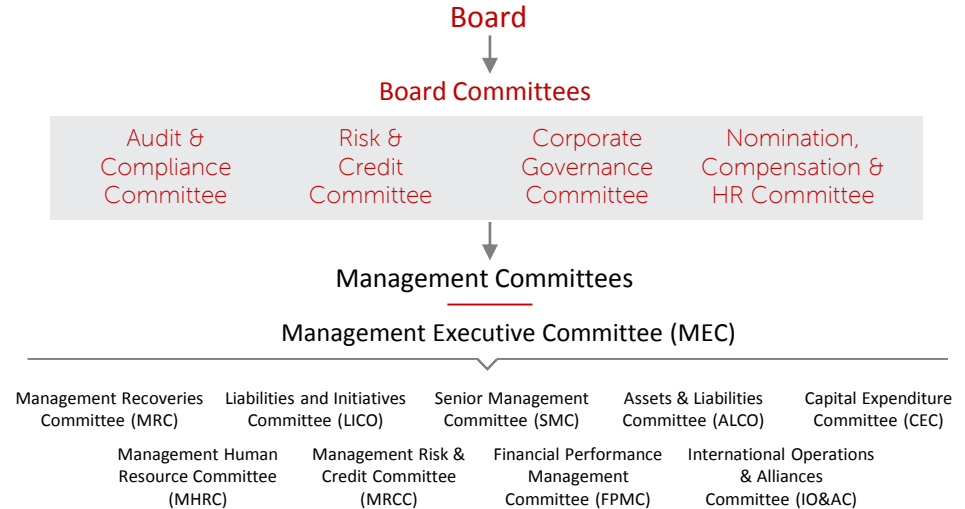 Board
Board Committees
Audit &
Compliance
Committee
Risk &
Credit
Committee
Corporate
Governance
Committee
Nomination,
Compensation &
HR Committee
Management Committees
Management Executive Committee (MEC)
Management Recoveries
Committee (MRC)
Liabilities and Initiatives
Committee (LICO)
Senior Management
Committee (SMC)
Assets & Liabilities
Committee (ALCO)
Capital Expenditure
Committee (CEC)
Management Human
Resource Committee
(MHRC)
Management Risk &
Credit Committee
(MRCC)
Financial Performance
Management
Committee (FPMC)
International Operations
& Alliances
Committee (IO&AC)